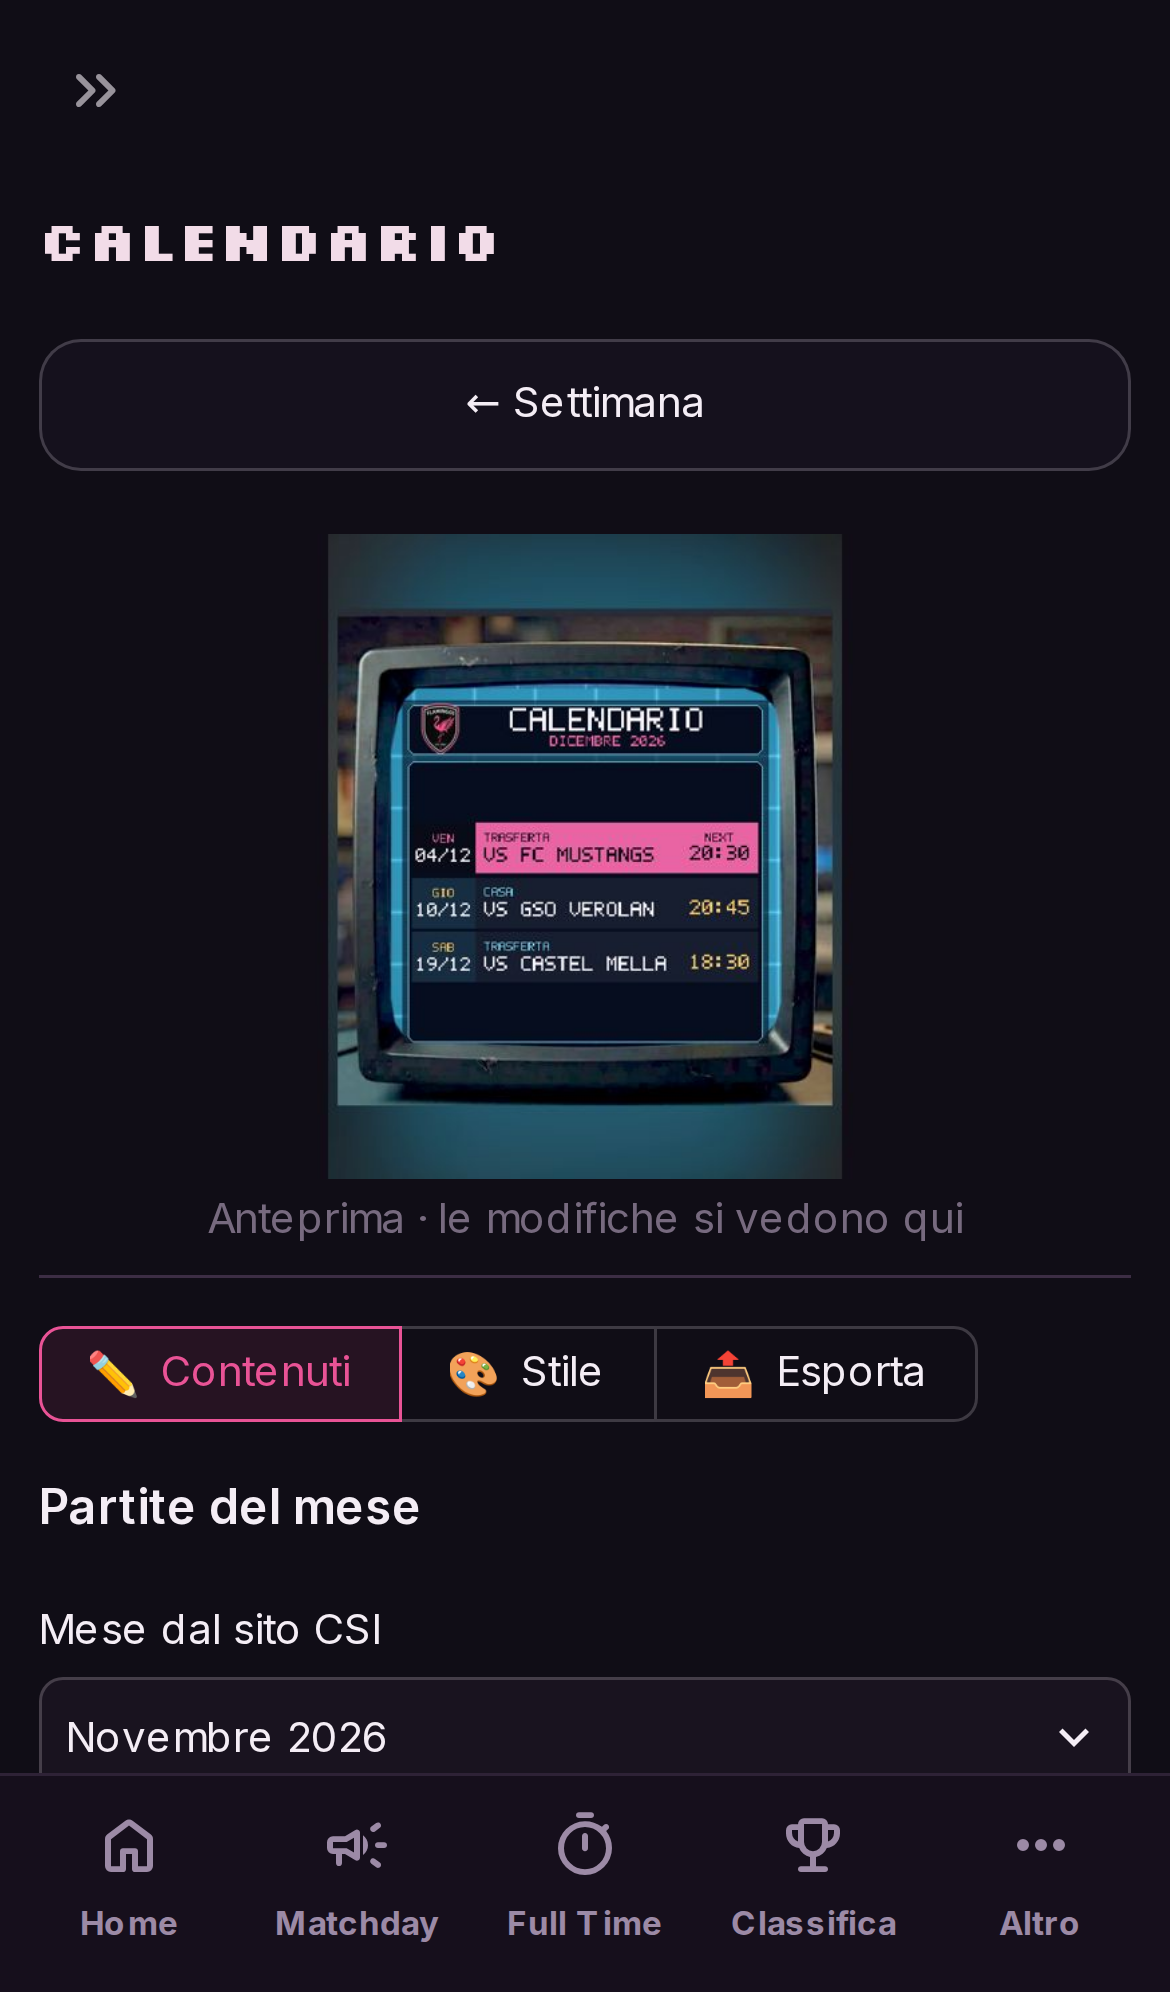 CALENDARIO
← Settimana
FLAMINGOS
CALENDARIO
DICEMBRE 2026
VEN
04/12
TRASFERTA
VS FC MUSTANGS
NEXT
20:30
GIO
10/12
CASA
VS GSO VEROLAN
20:45
SAB
19/12
TRASFERTA
VS CASTEL MELLA
18:30
Anteprima · le modifiche si vedono qui
Contenuti
Stile
Esporta
Partite del mese
Mese dal sito CSI
Novembre 2026
Home
Matchday
Full Time
Classifica
Altro